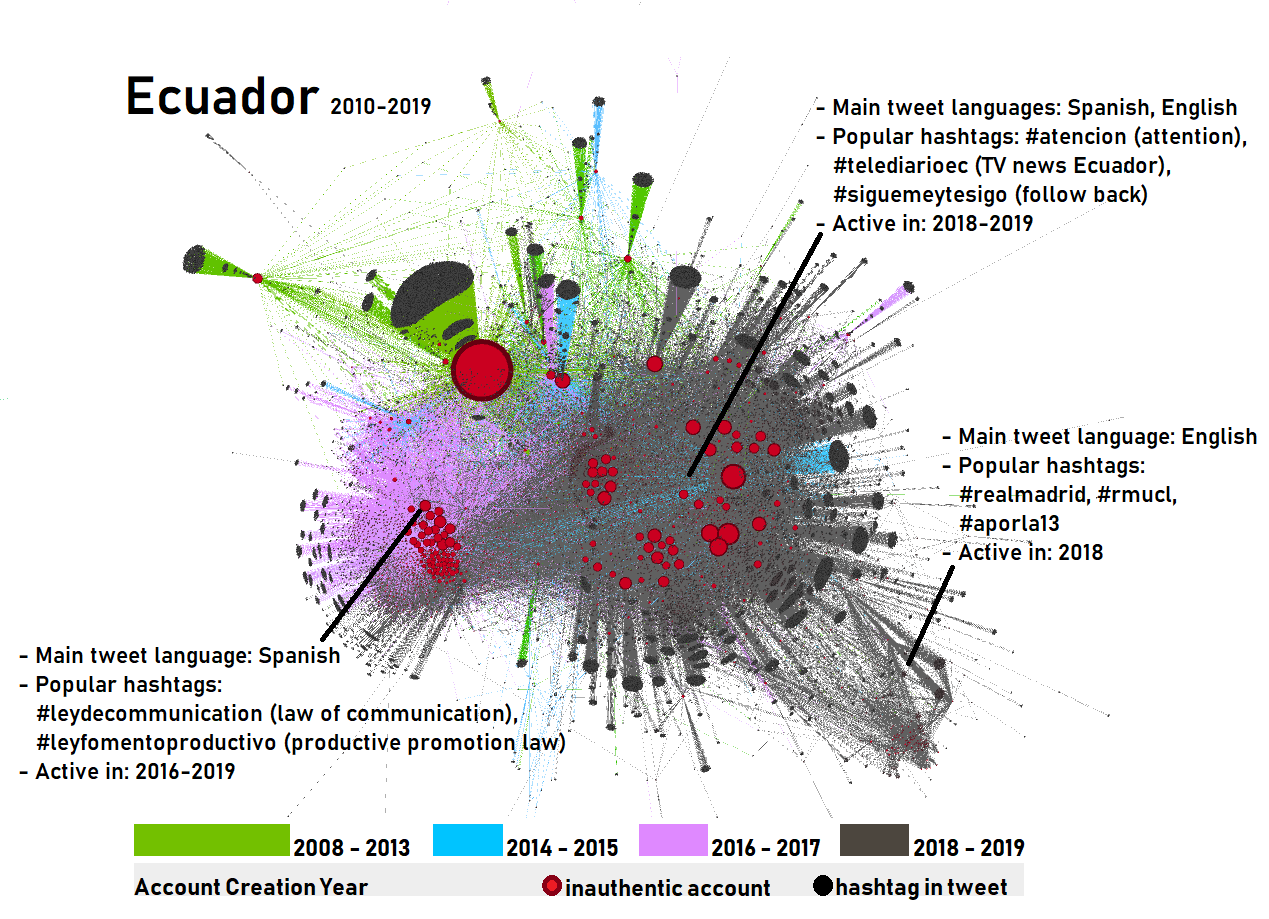 Ecuador 2010-2019
- Main tweet languages: Spanish, English
- Popular hashtags: #atencion (attention),
#telediarioec (TV news Ecuador),
#siguemeytesigo (follow back)
- Active in: 2018-2019
- Main tweet language: English
- Popular hashtags:
#realmadrid, #rmucl,
#aporla13
- Active in: 2018
- Main tweet language: Spanish
- Popular hashtags:
#leydecommunication (law of communication),
#leyfomentoproductivo (productive promotion law)
- Active in: 2016-2019
2008 - 2013
2014 - 2015
2016 - 2017
2018 - 2019
Account Creation Year
inauthentic account
hashtag in tweet